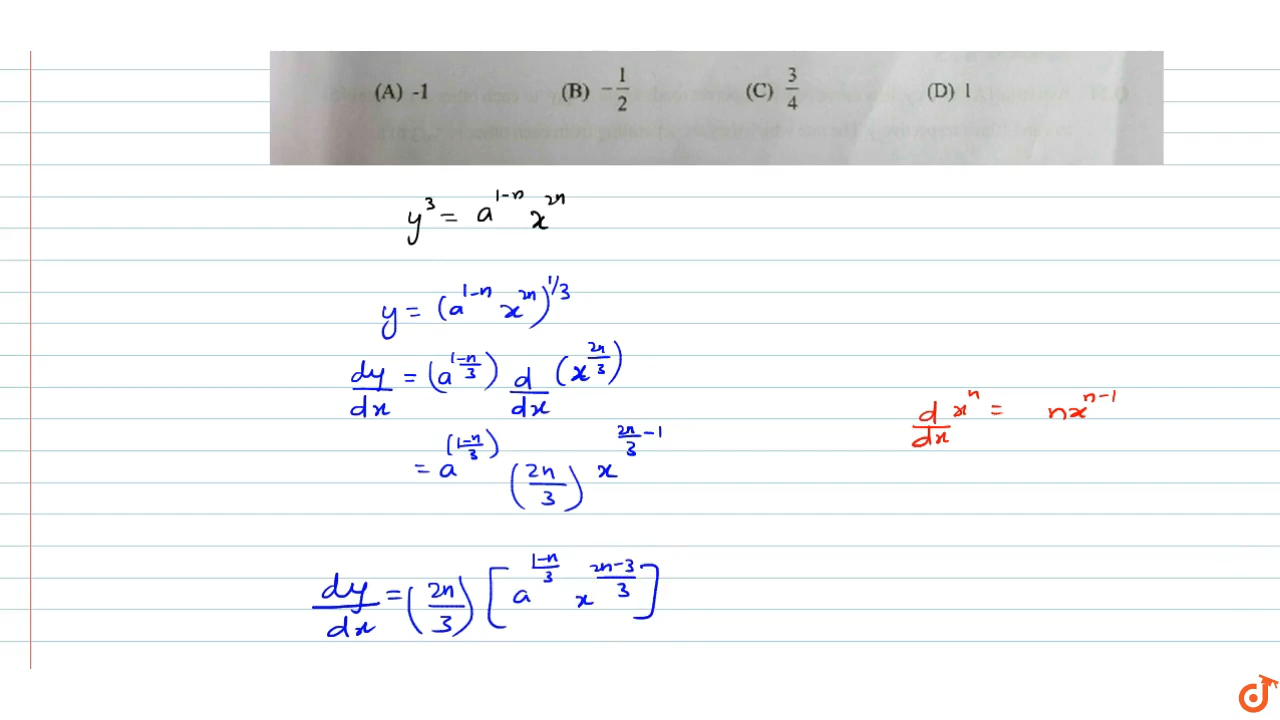 (A) -1 (B) -1/2 (C) 3/4 (D) 1
y^3 = a^(1-n) x^(2n)
y = (a^(1-n) x^(2n))^(1/3)
dy/dx = (a^((1-n)/3)) d/dx (x^(2n/3))
d/dx x^n = nx^(n-1)
= a^((1-n)/3) (2n/3) x^(2n/3 - 1)
dy/dx = (2n/3) [a^((1-n)/3) x^((2n-3)/3)]